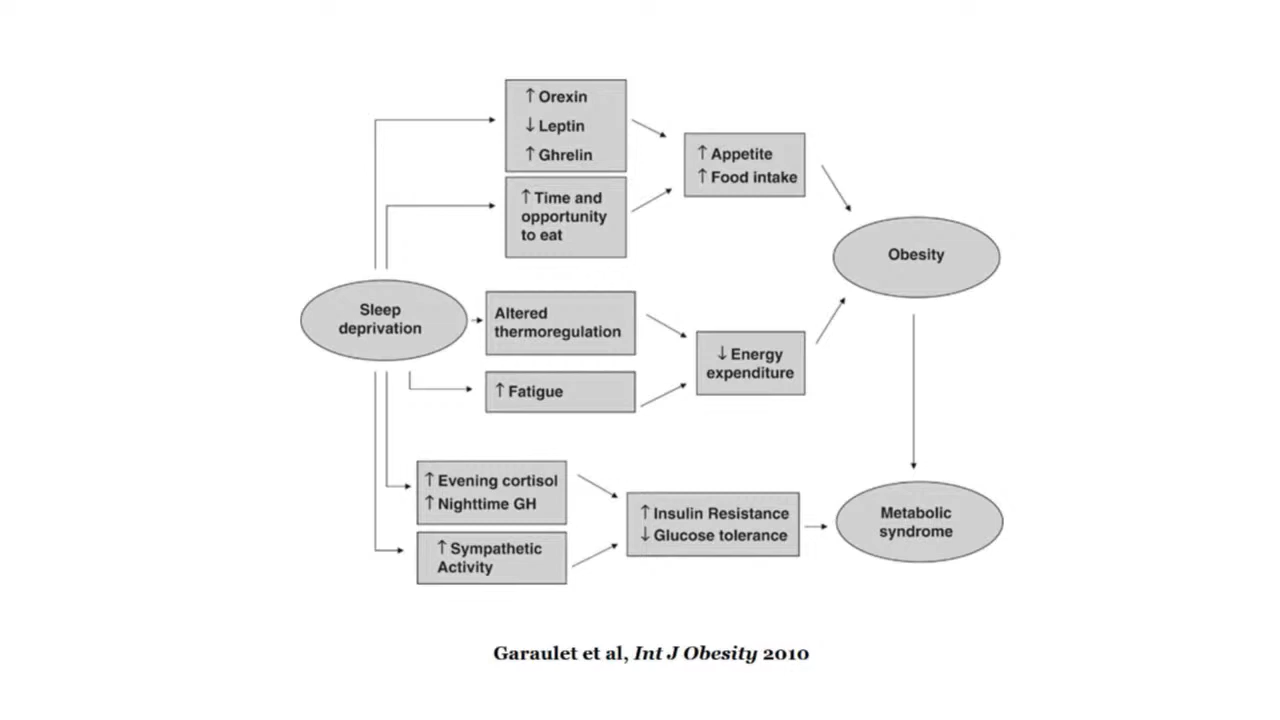 ↑ Orexin
↓ Leptin
↑ Ghrelin
↑ Time and
opportunity
to eat
↑ Appetite
↑ Food intake
Obesity
Sleep
deprivation
Altered
thermoregulation
↑ Fatigue
↓ Energy
expenditure
↑ Evening cortisol
↑ Nighttime GH
↑ Sympathetic
Activity
↑ Insulin Resistance
↓ Glucose tolerance
Metabolic
syndrome
Garaulet et al, Int J Obesity 2010